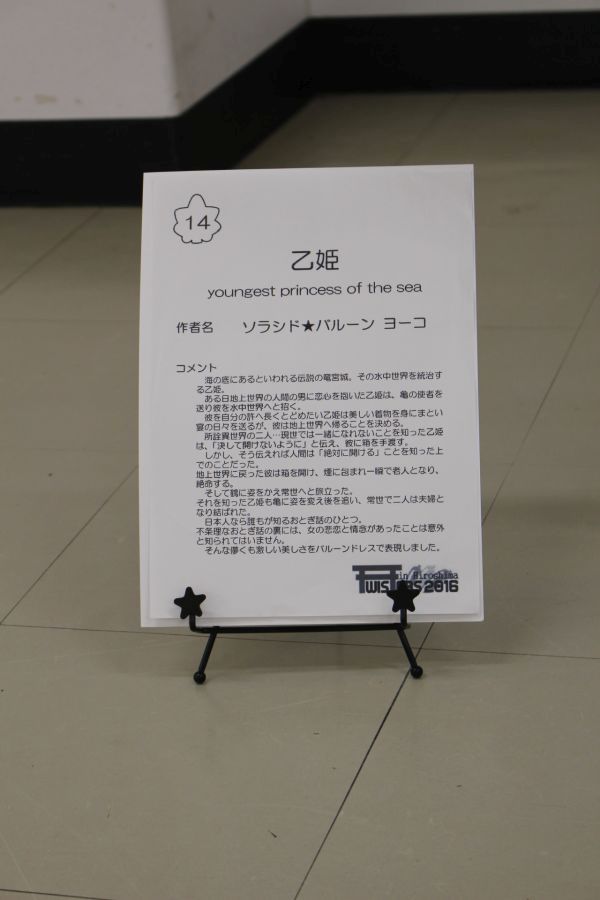 14
乙姫
youngest princess of the sea
作者名 ソラシド★バルーン ヨーコ
コメント
海の底にあるといわれる伝説の竜宮城。その水中世界を統治す
る乙姫。
ある日地上世界の人間の男に恋心を抱いた乙姫は、亀の使者を
送り彼を水中世界へと招く。
彼を自分の許へ長くとどめたい乙姫は美しい着物を身にまとい
宴の日々を送るが、彼は地上世界へ帰ることを決める。
所詮異世界の二人…現世では一緒になれないことを知った乙姫
は、「決して開けないように」と伝え、彼に箱を手渡す。
しかし、そう伝えれば人間は「絶対に開ける」ことを知った上
でのことだった。
地上世界に戻った彼は箱を開け、煙に包まれ一瞬で老人となり、
絶命する。
そして鶴に姿をかえ常世へと旅立った。
それを知った乙姫も亀に姿を変え後を追い、常世で二人は夫婦と
なり結ばれた。
日本人なら誰もが知るおとぎ話のひとつ。
不条理なおとぎ話の裏には、女の悲恋と情念があったことは意外
と知られてはいません。
そんな儚くも激しい美しさをバルーンドレスで表現しました。
in Hiroshima
TWISTERS 2016